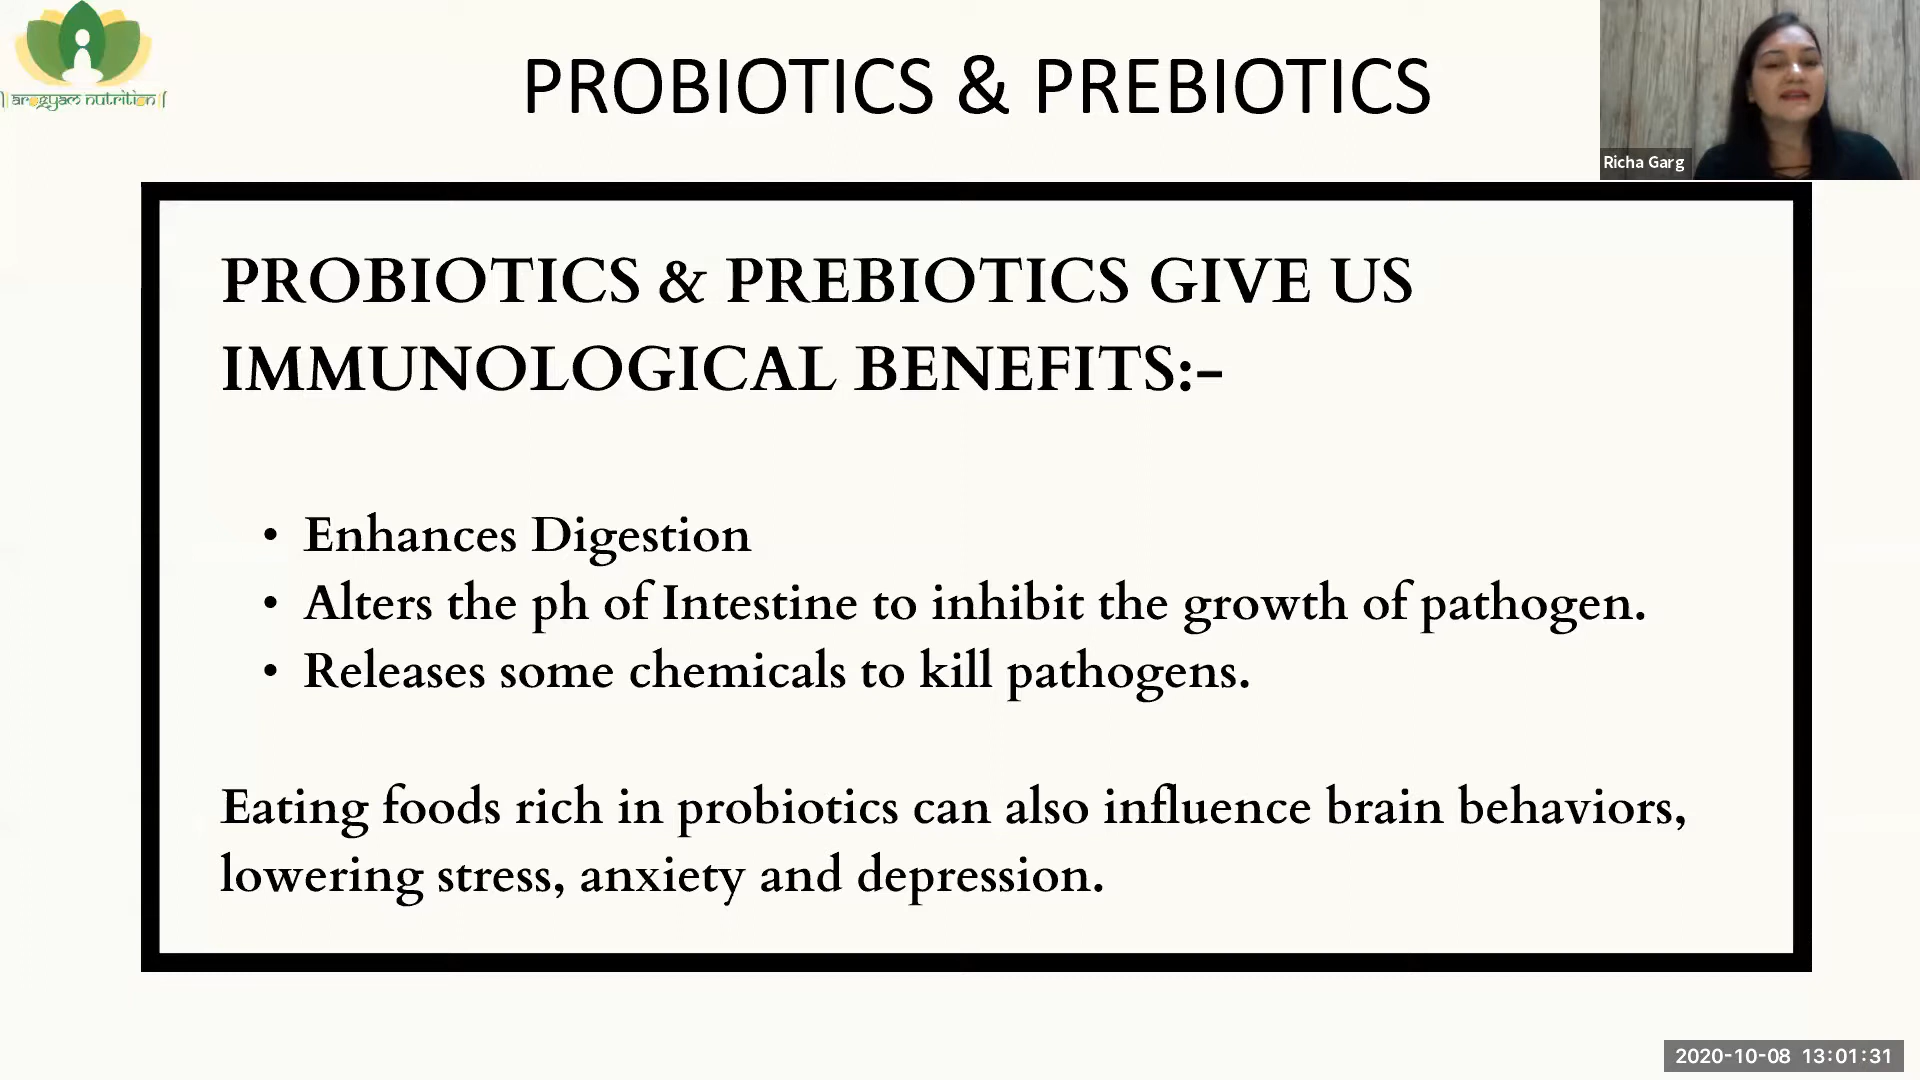 arogyam nutrition
PROBIOTICS & PREBIOTICS
Richa Garg
PROBIOTICS & PREBIOTICS GIVE US
IMMUNOLOGICAL BENEFITS:-
• Enhances Digestion
• Alters the ph of Intestine to inhibit the growth of pathogen.
• Releases some chemicals to kill pathogens.
Eating foods rich in probiotics can also influence brain behaviors,
lowering stress, anxiety and depression.
2020-10-08 13:01:31